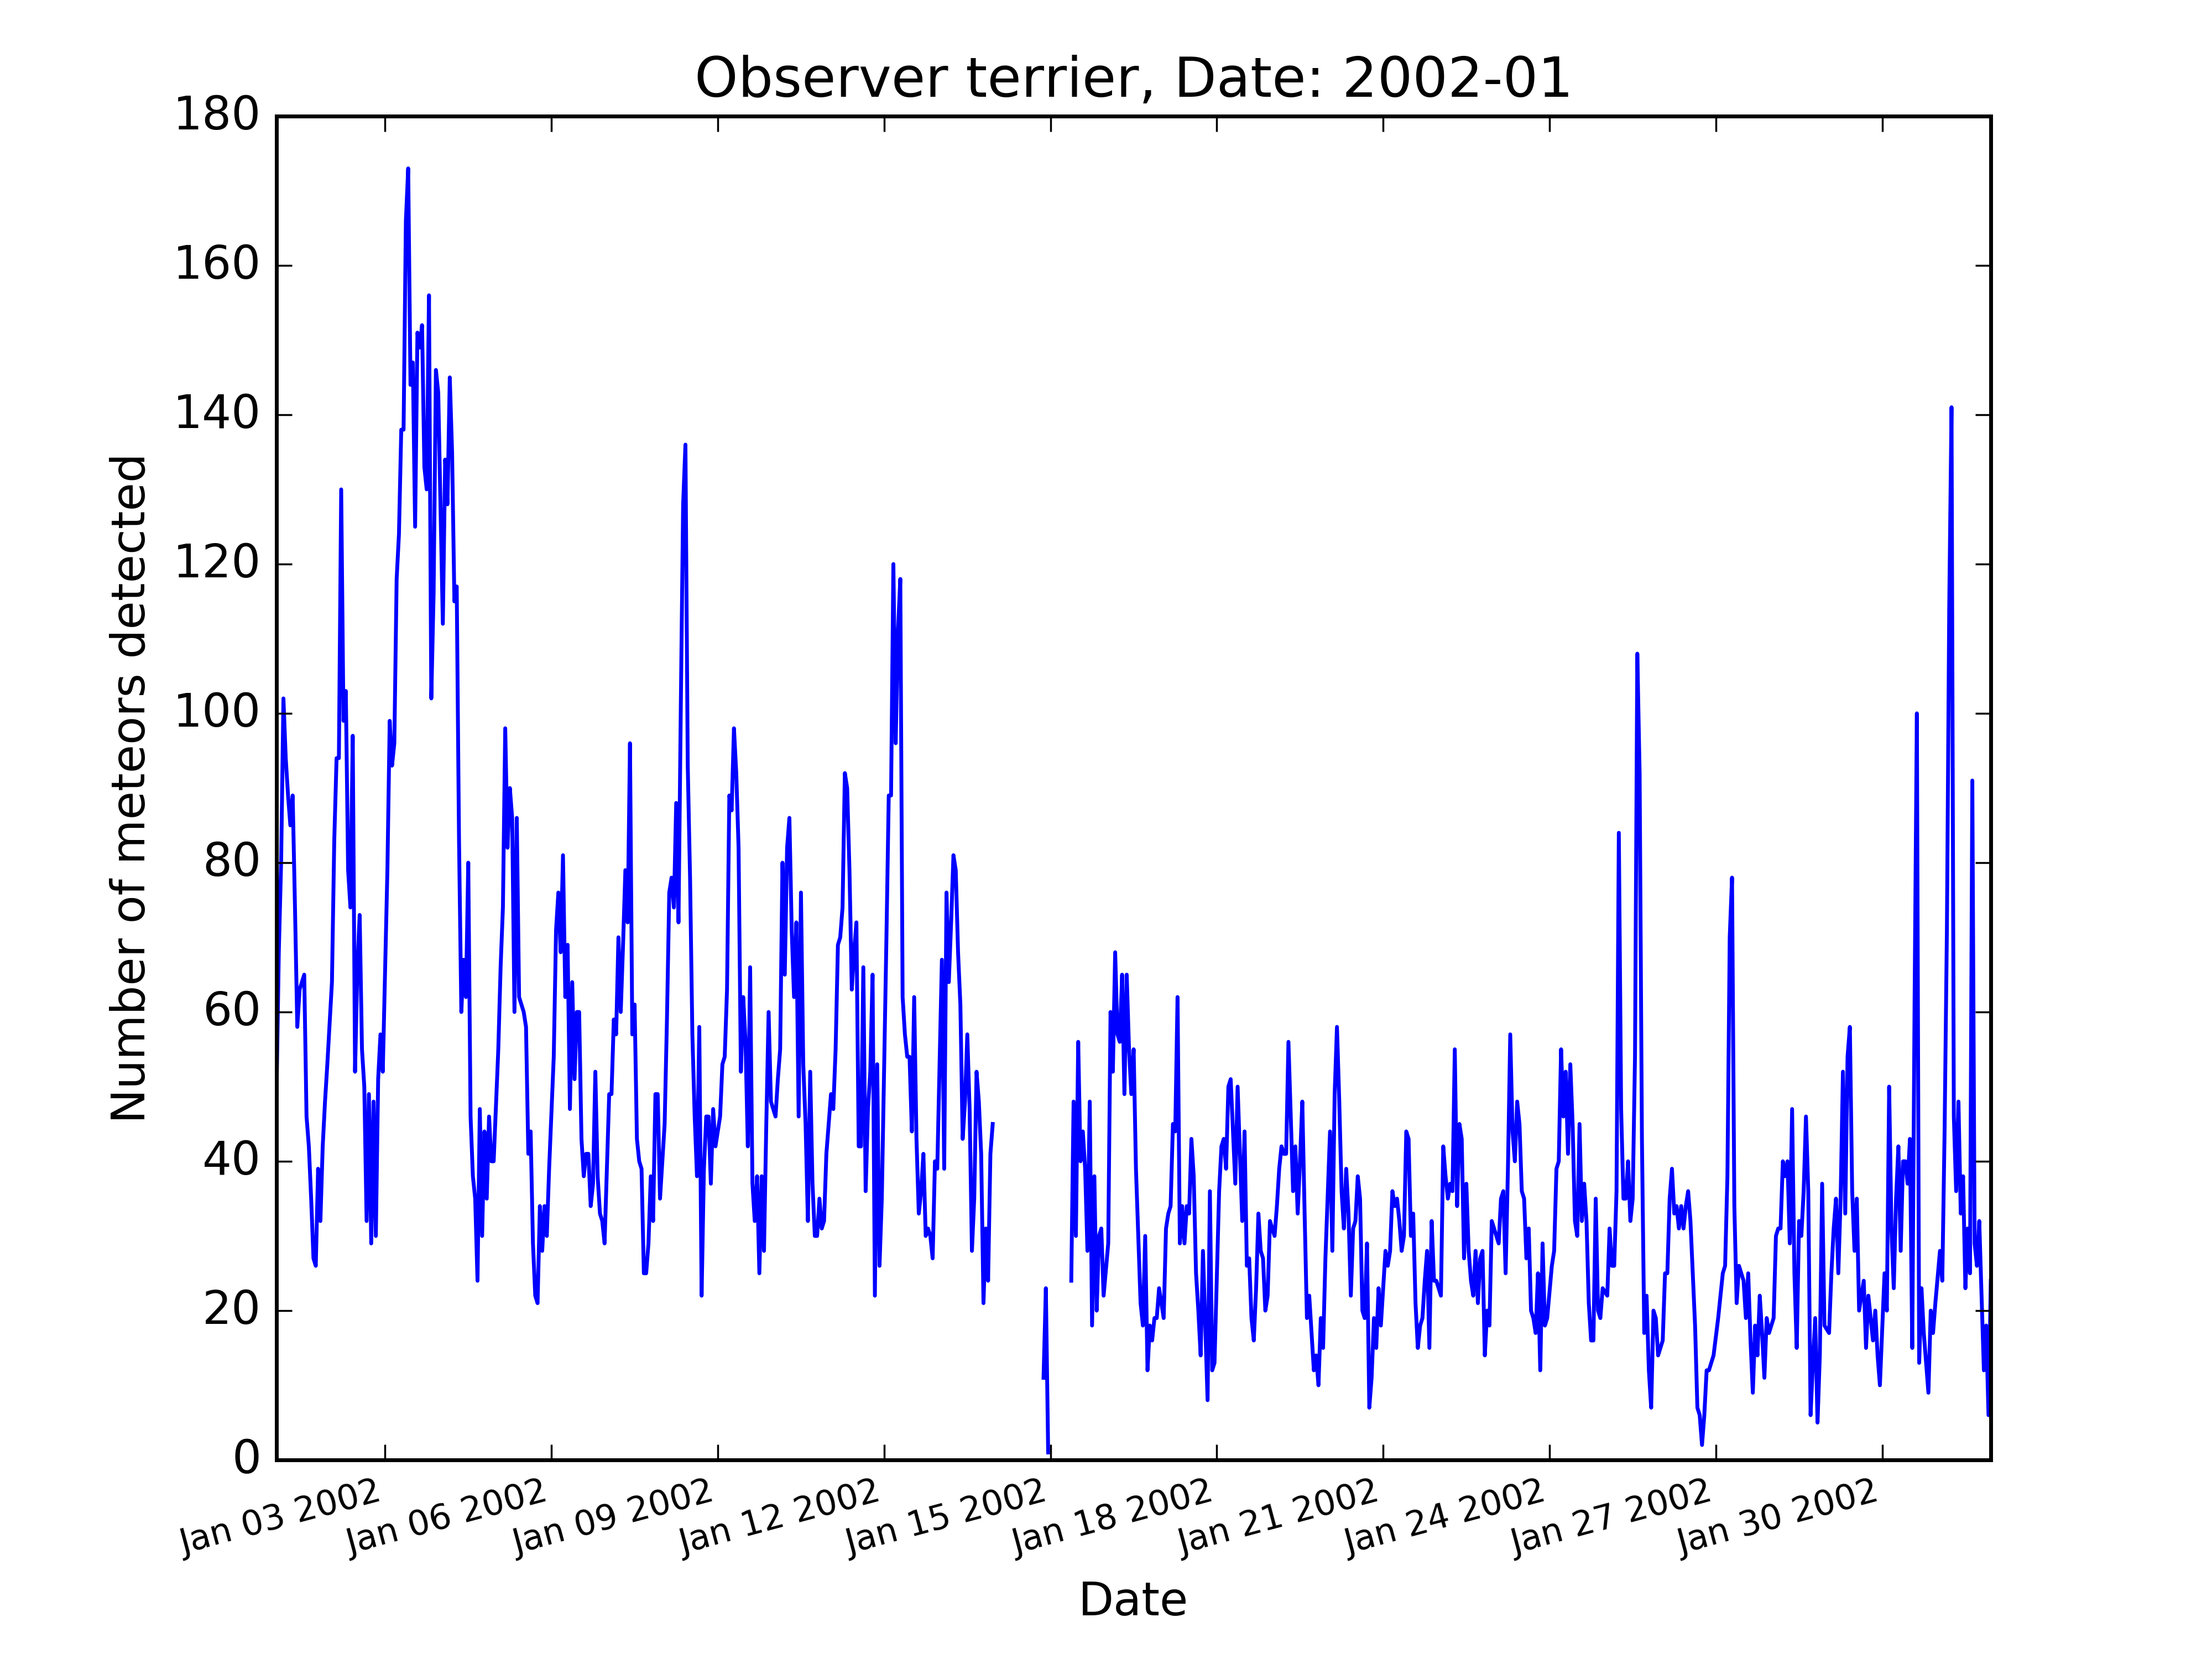 Observer terrier, Date: 2002-01
180
160
140
120
100
80
60
40
20
0
Number of meteors detected
Jan 03 2002
Jan 06 2002
Jan 09 2002
Jan 12 2002
Jan 15 2002
Jan 18 2002
Jan 21 2002
Jan 24 2002
Jan 27 2002
Jan 30 2002
Date